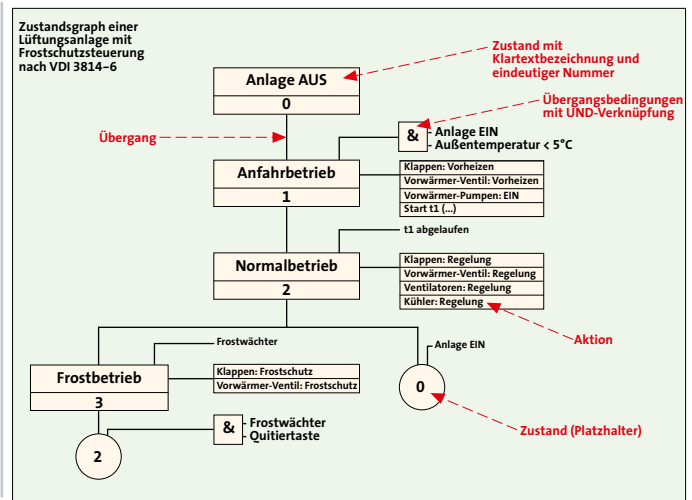 Zustandsgraph einer
Lüftungsanlage mit
Frostschutzsteuerung
nach VDI 3814-6
Anlage AUS
0
Zustand mit
Klartextbezeichnung und
eindeutiger Nummer
Übergang
&
Anlage EIN
Außentemperatur < 5°C
Übergangsbedingungen
mit UND-Verknüpfung
Anfahrbetrieb
1
Klappen: Vorheizen
Vorwärmer-Ventil: Vorheizen
Vorwärmer-Pumpen: EIN
Start t1 (...)
t1 abgelaufen
Normalbetrieb
2
Klappen: Regelung
Vorwärmer-Ventil: Regelung
Ventilatoren: Regelung
Kühler: Regelung
Aktion
Frostwächter
Anlage EIN
Frostbetrieb
3
Klappen: Frostschutz
Vorwärmer-Ventil: Frostschutz
0
Zustand (Platzhalter)
&
Frostwächter
Quitiertaste
2